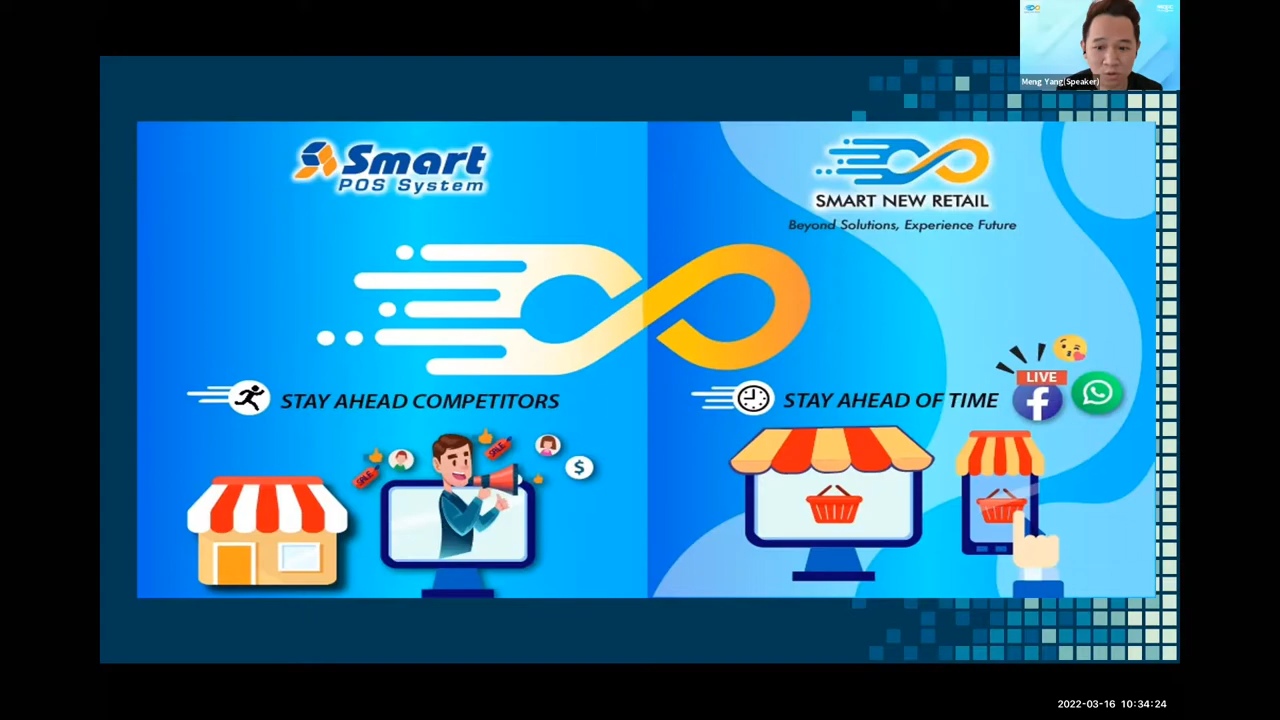 Meng Yang(Speaker)
Smart
POS System
SMART NEW RETAIL
Beyond Solutions, Experience Future
STAY AHEAD COMPETITORS
STAY AHEAD OF TIME
LIVE
f
SALE
SALE
$
2022-03-16 10:34:24